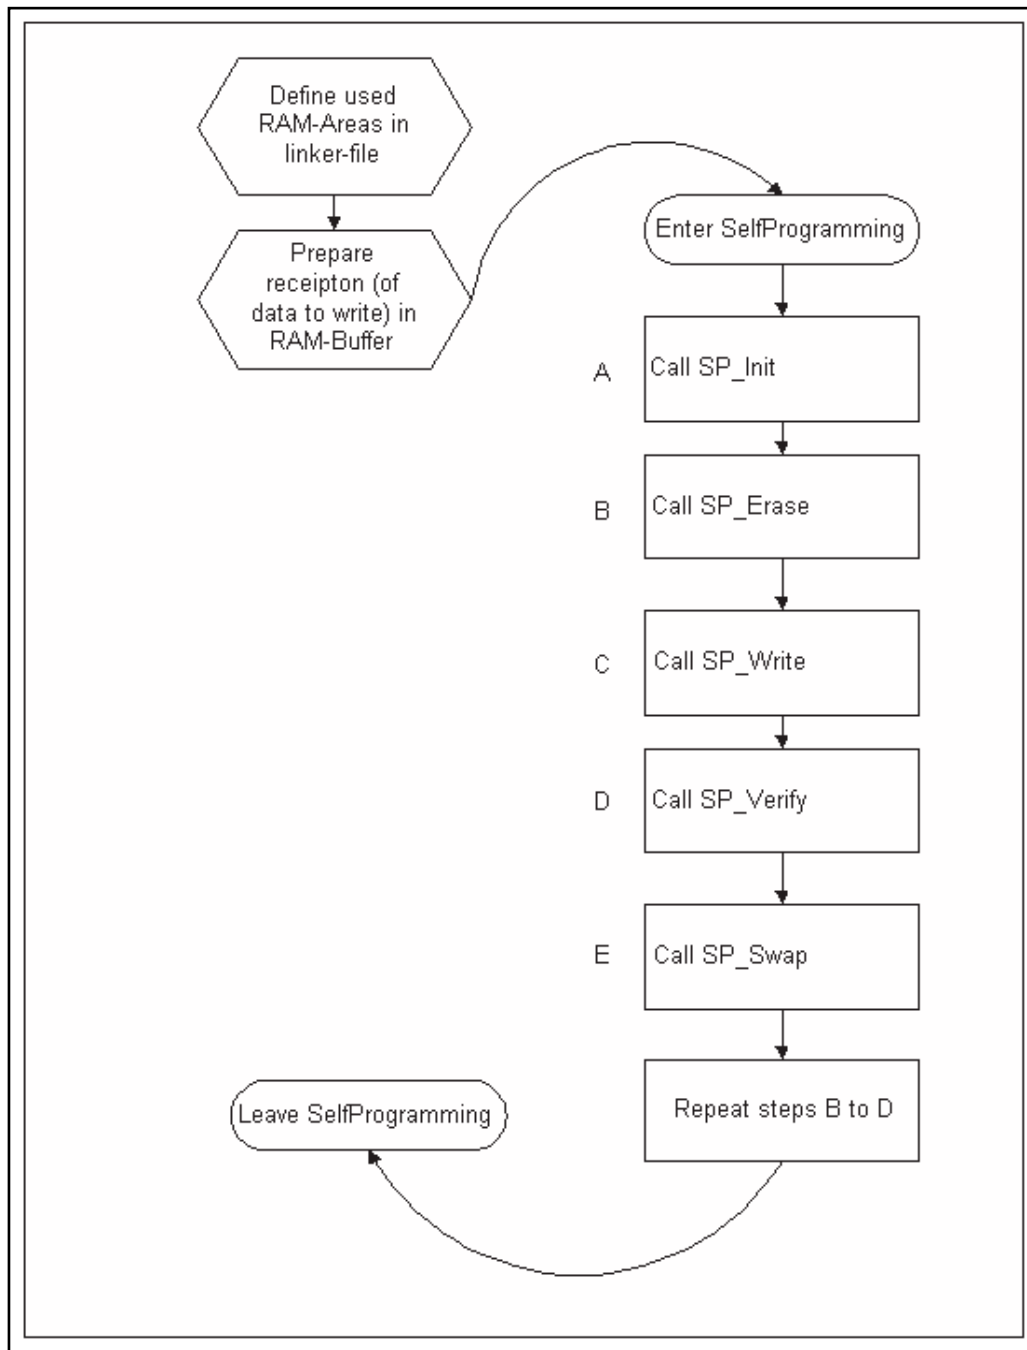 Define used
RAM-Areas in
linker-file
Prepare
receipton (of
data to write) in
RAM-Buffer
Enter SelfProgramming
A
Call SP_Init
B
Call SP_Erase
C
Call SP_Write
D
Call SP_Verify
E
Call SP_Swap
Repeat steps B to D
Leave SelfProgramming